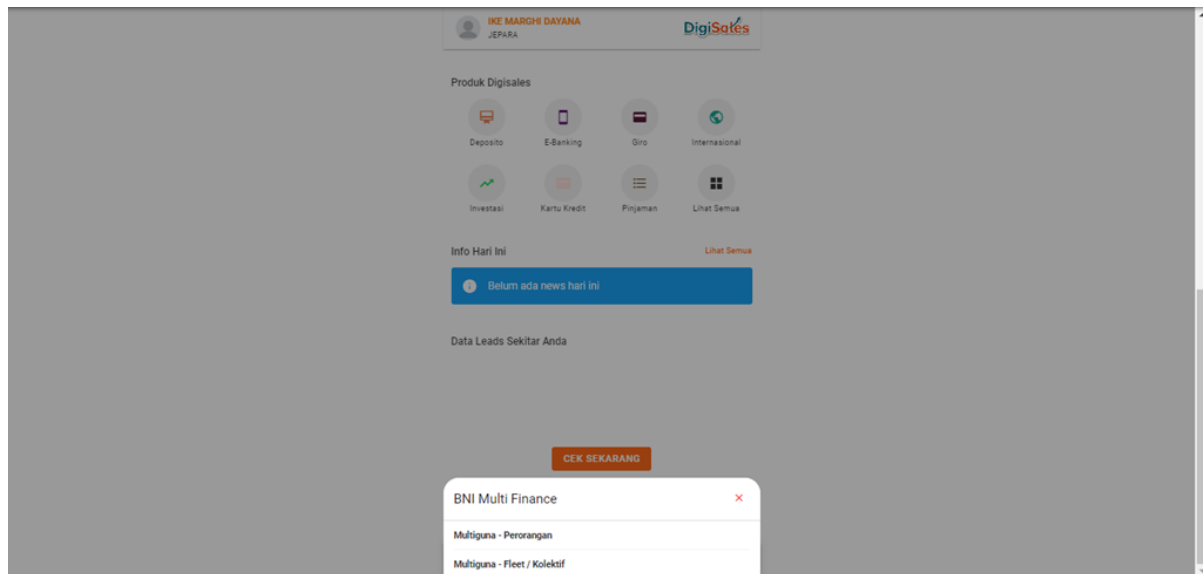 IKE MARGHI DAYANA
JEPARA
DigiSales
Produk Digisales
Deposito E-Banking Giro Internasional
Investasi Kartu Kredit Pinjaman Lihat Semua
Info Hari Ini Lihat Semua
Belum ada news hari ini
Data Leads Sekitar Anda
CEK SEKARANG
BNI Multi Finance
Multiguna - Perorangan
Multiguna - Fleet / Kolektif